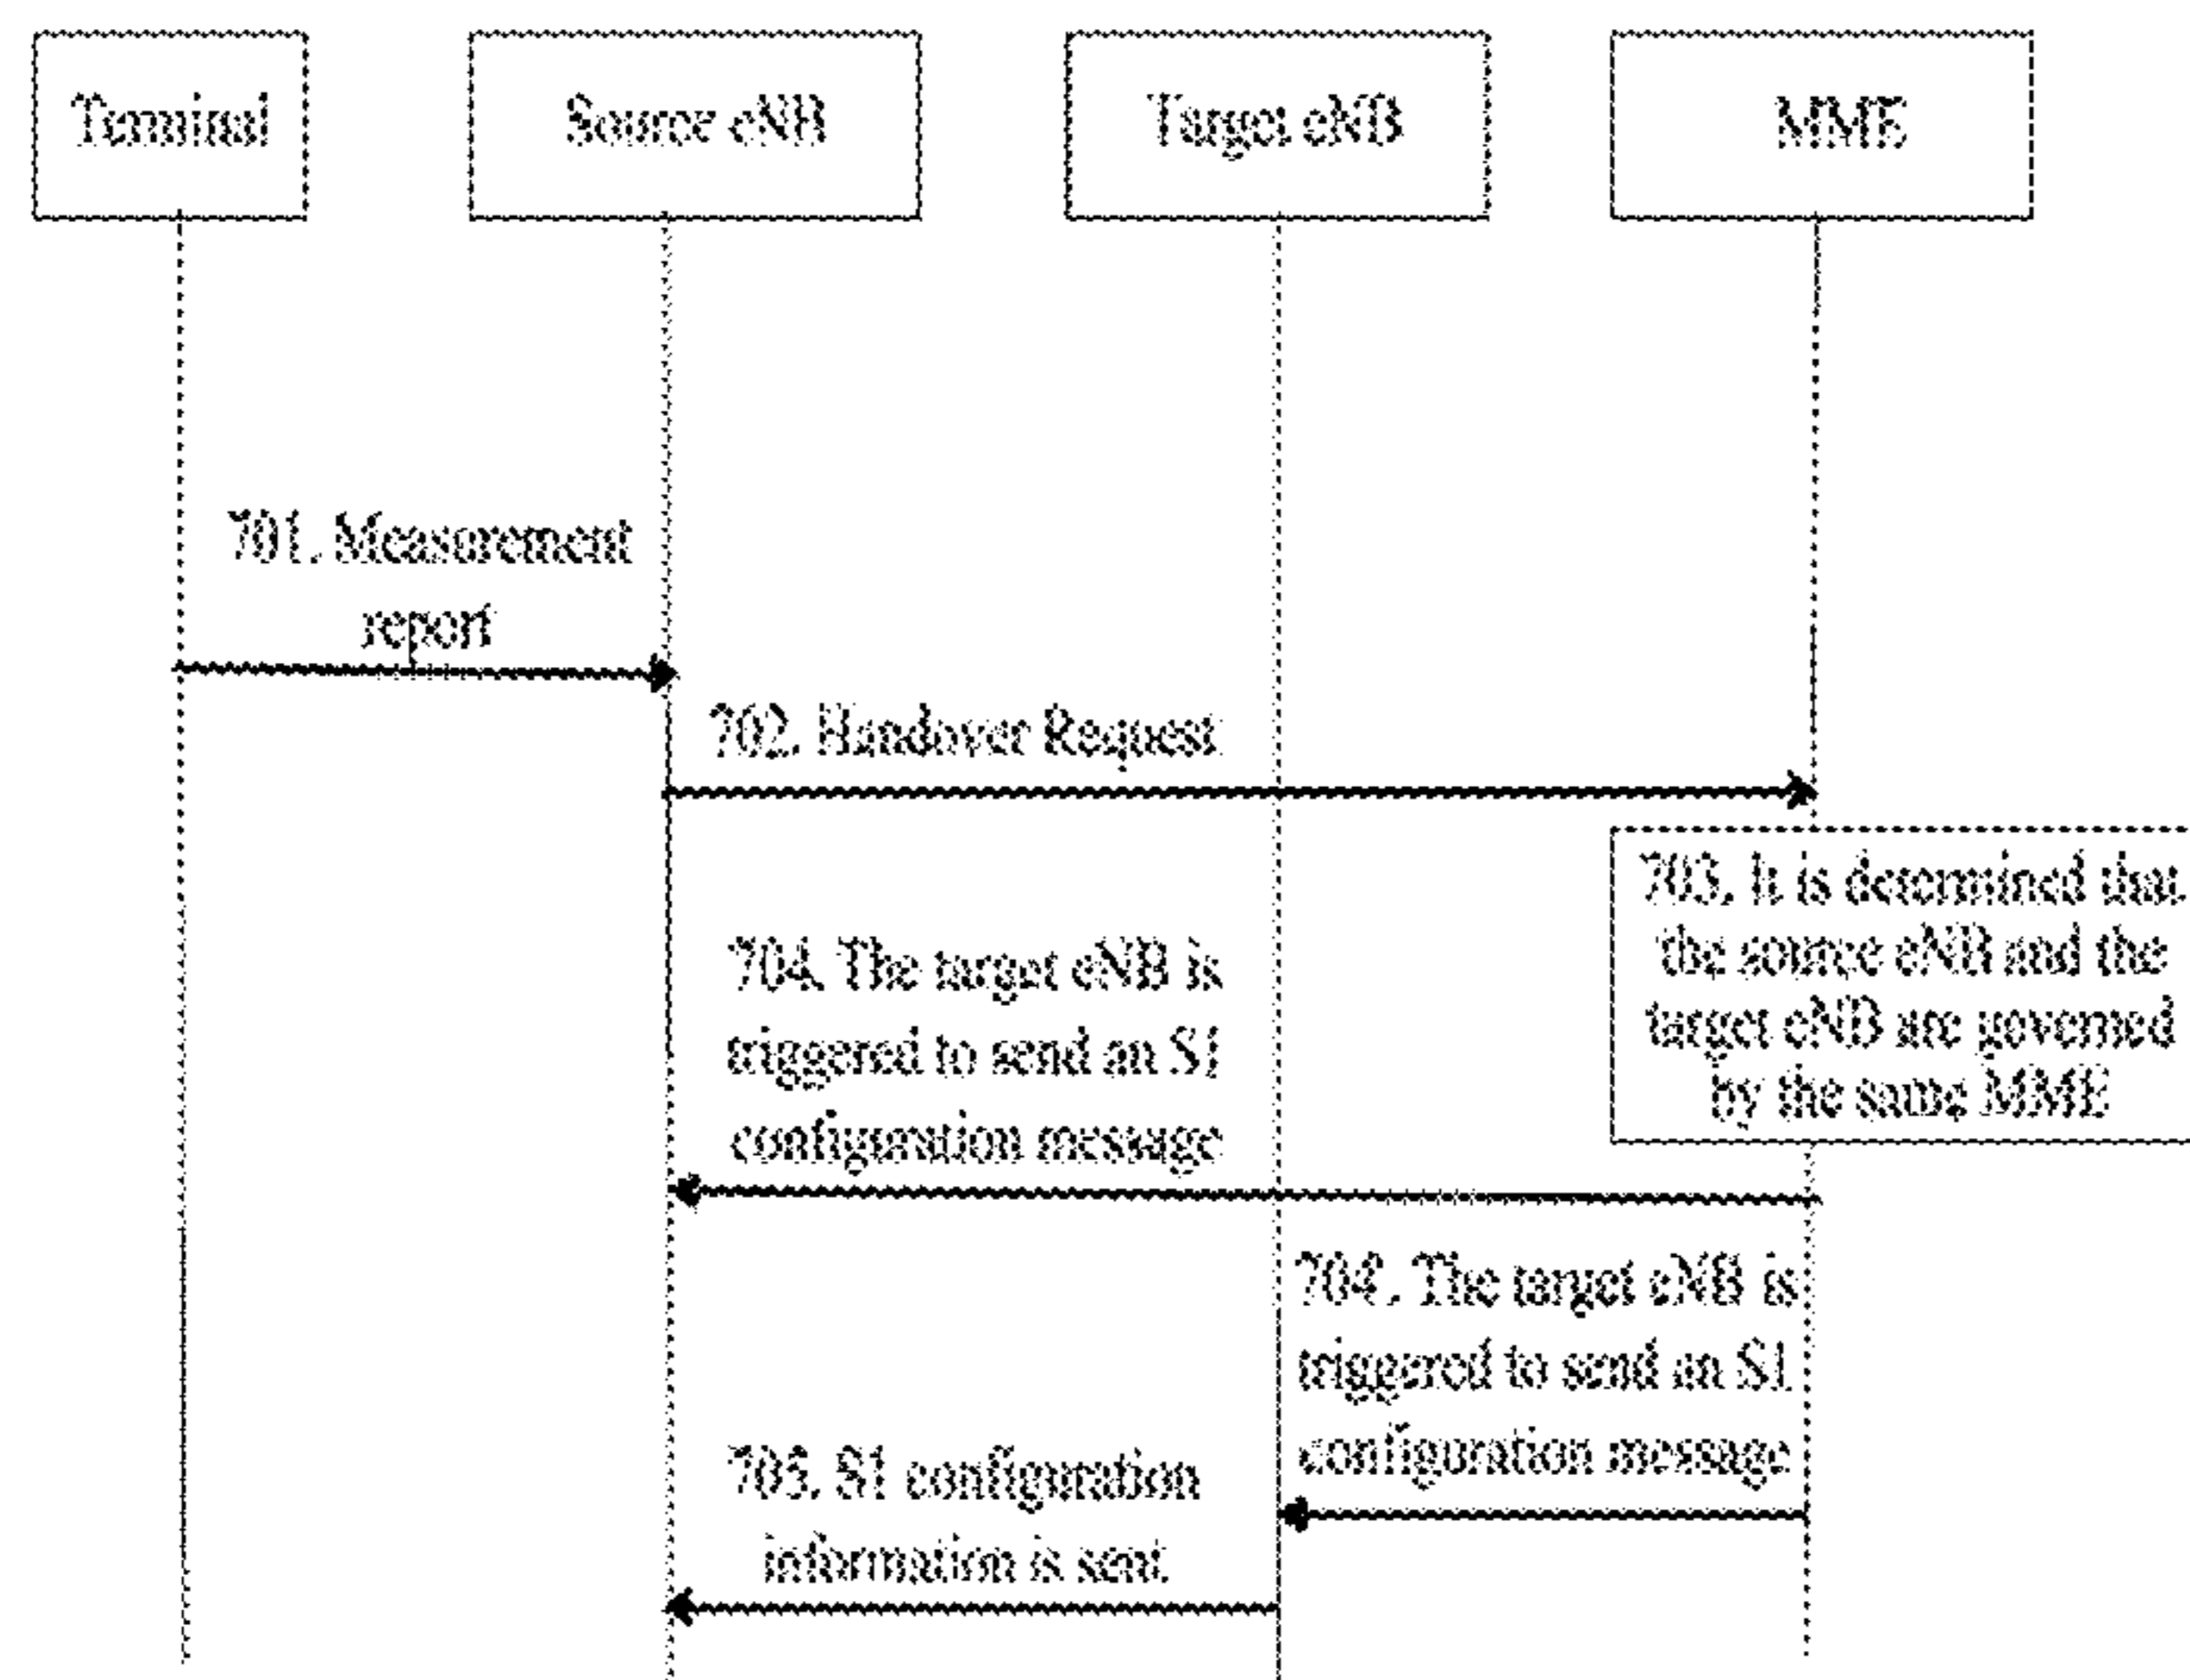 Terminal
Source eNB
Target eNB
MME
701. Measurement
report
702. Handover Request
703. It is determined that
the source eNB and the
target eNB are governed
by the same MME
704. The target eNB is
triggered to send an S1
configuration message
704'. The target eNB is
triggered to send an S1
configuration message
705. S1 configuration
information is sent